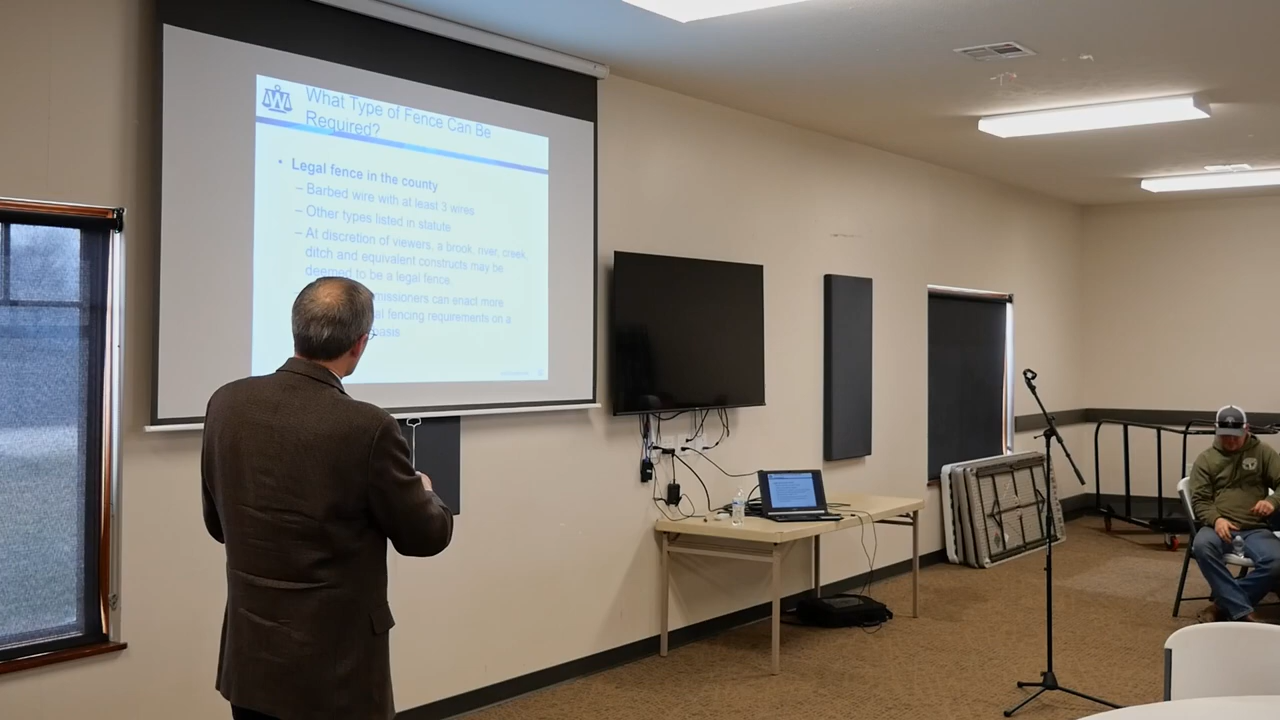 W
What Type of Fence Can Be
Required?
• Legal fence in the county
– Barbed wire with at least 3 wires
– Other types listed in statute
– At discretion of viewers, a brook, river, creek,
ditch and equivalent constructs may be
deemed to be a legal fence.
missioners can enact more
al fencing requirements on a
basis